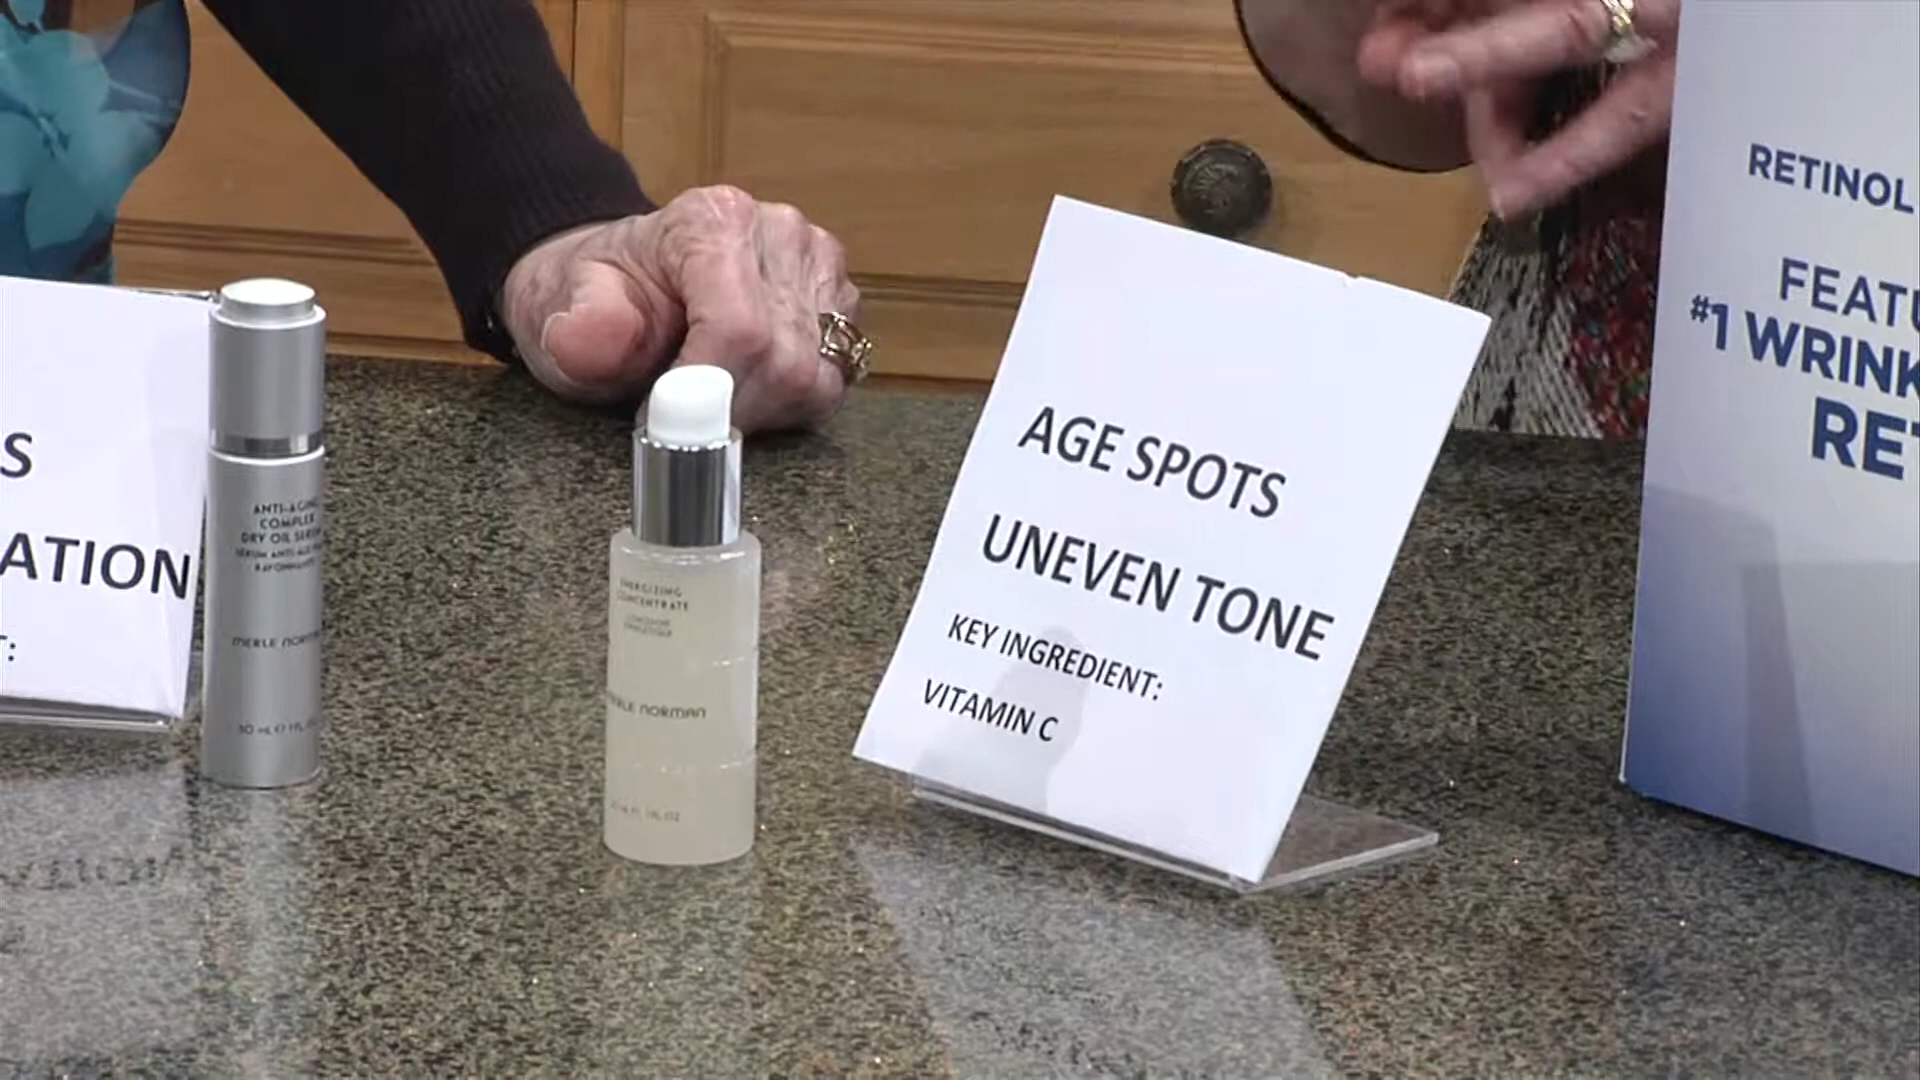 S
ATION
T:
ANTI-AGING
COMPLEX
DRY OIL SERUM
MERLE NORMAN
ENERGIZING
CONCENTRATE
MERLE NORMAN
AGE SPOTS
UNEVEN TONE
KEY INGREDIENT:
VITAMIN C
RETINOL
FEATU
#1 WRINK
RET